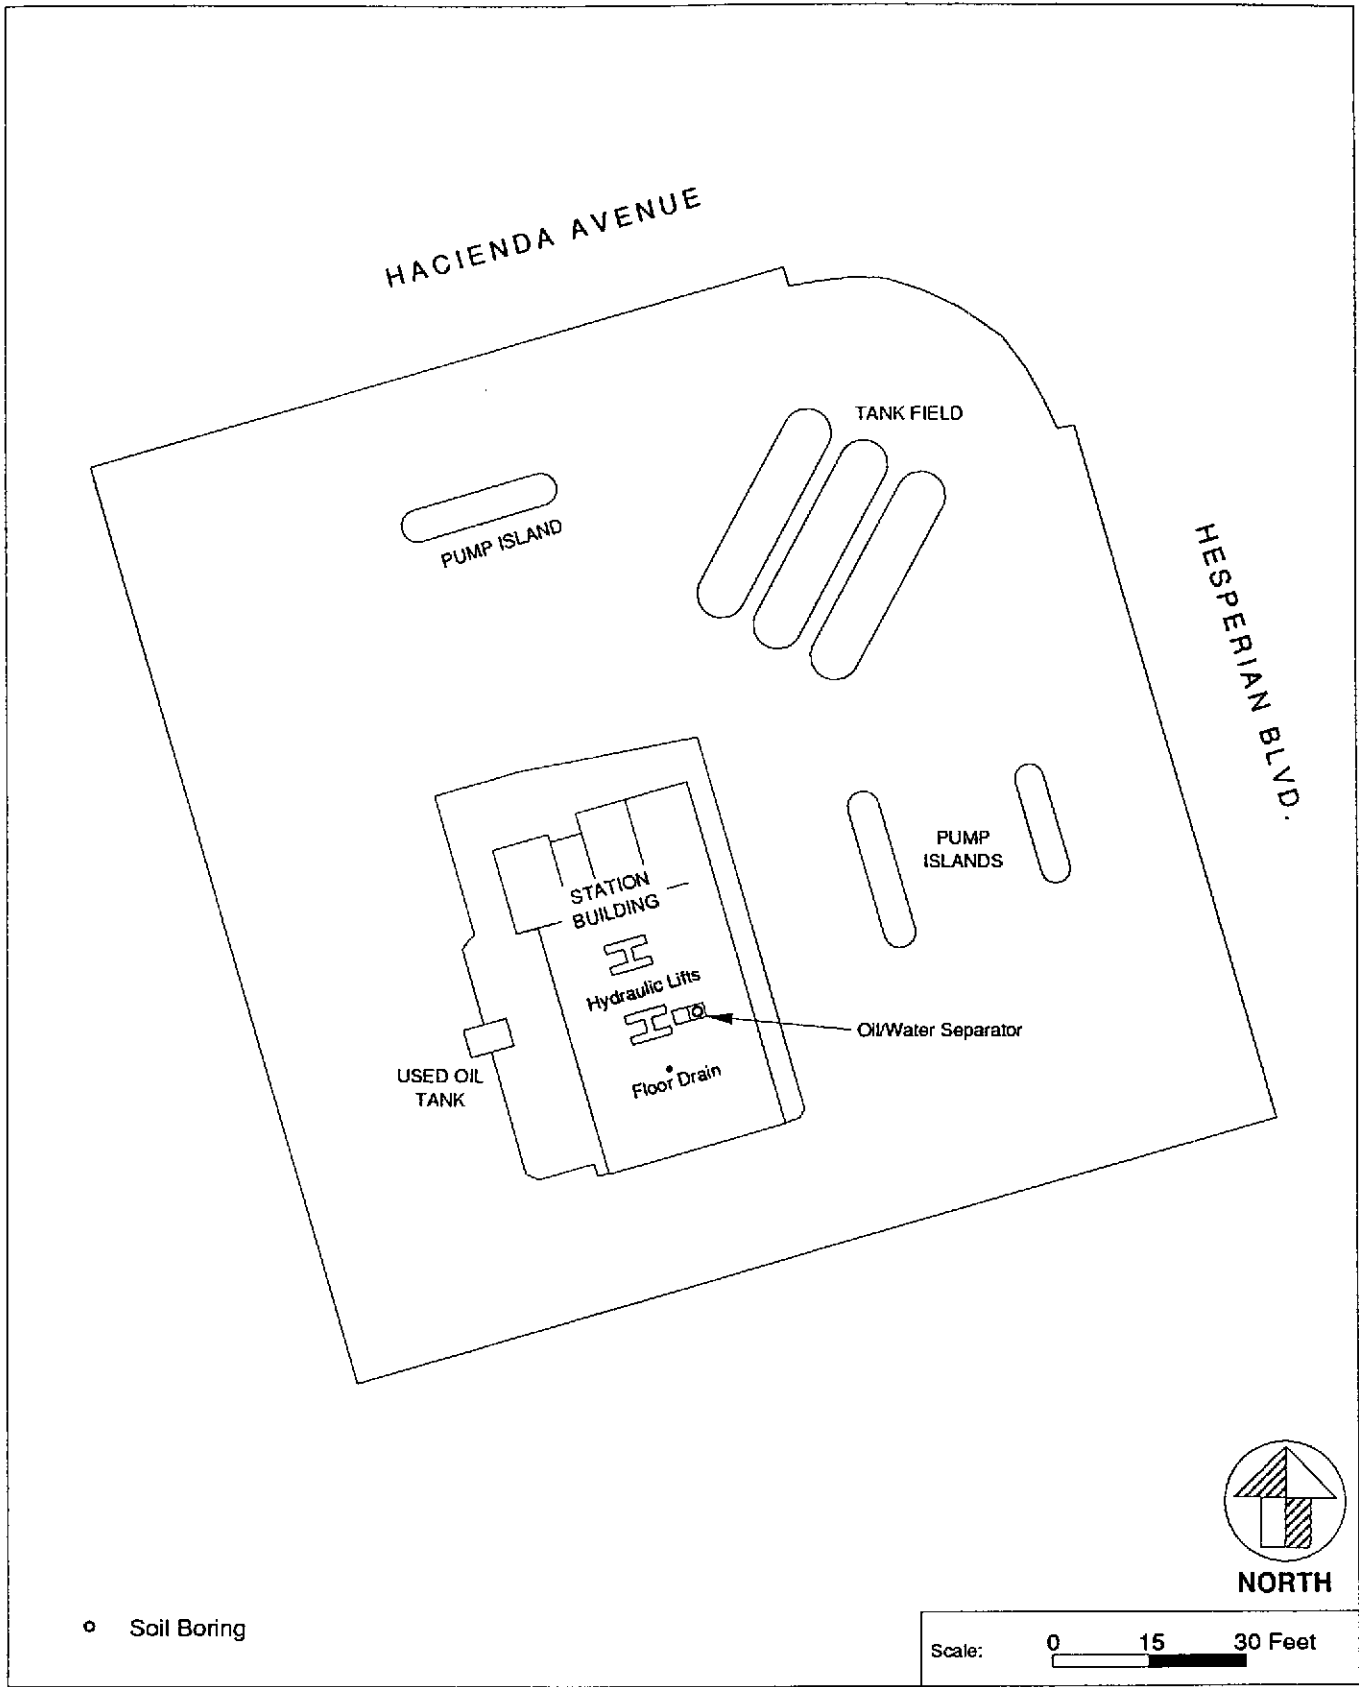 HACIENDA AVENUE
TANK FIELD
PUMP ISLAND
HESPERIAN BLVD.
PUMP
ISLANDS
STATION
BUILDING
Hydraulic Lifts
Oil/Water Separator
USED OIL
TANK
Floor Drain
NORTH
Soil Boring
Scale: 0 15 30 Feet